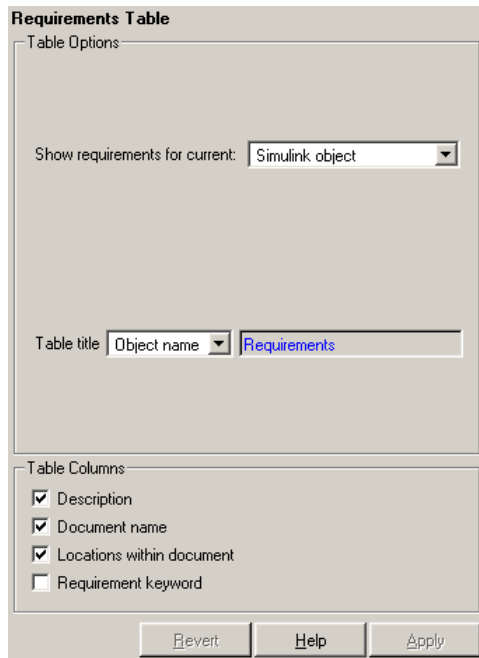 Requirements Table
Table Options
Show requirements for current: Simulink object
Table title Object name Requirements
Table Columns
Description
Document name
Locations within document
Requirement keyword
Revert Help Apply